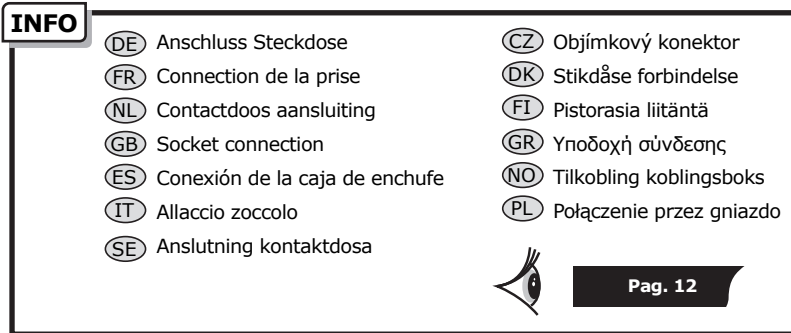 INFO
DE Anschluss Steckdose
FR Connection de la prise
NL Contactdoos aansluiting
GB Socket connection
ES Conexión de la caja de enchufe
IT Allaccio zoccolo
SE Anslutning kontaktdosa
CZ Objímkový konektor
DK Stikdåse forbindelse
FI Pistorasia liitäntä
GR Υποδοχή σύνδεσης
NO Tilkobling koblingsboks
PL Połączenie przez gniazdo
Pag. 12